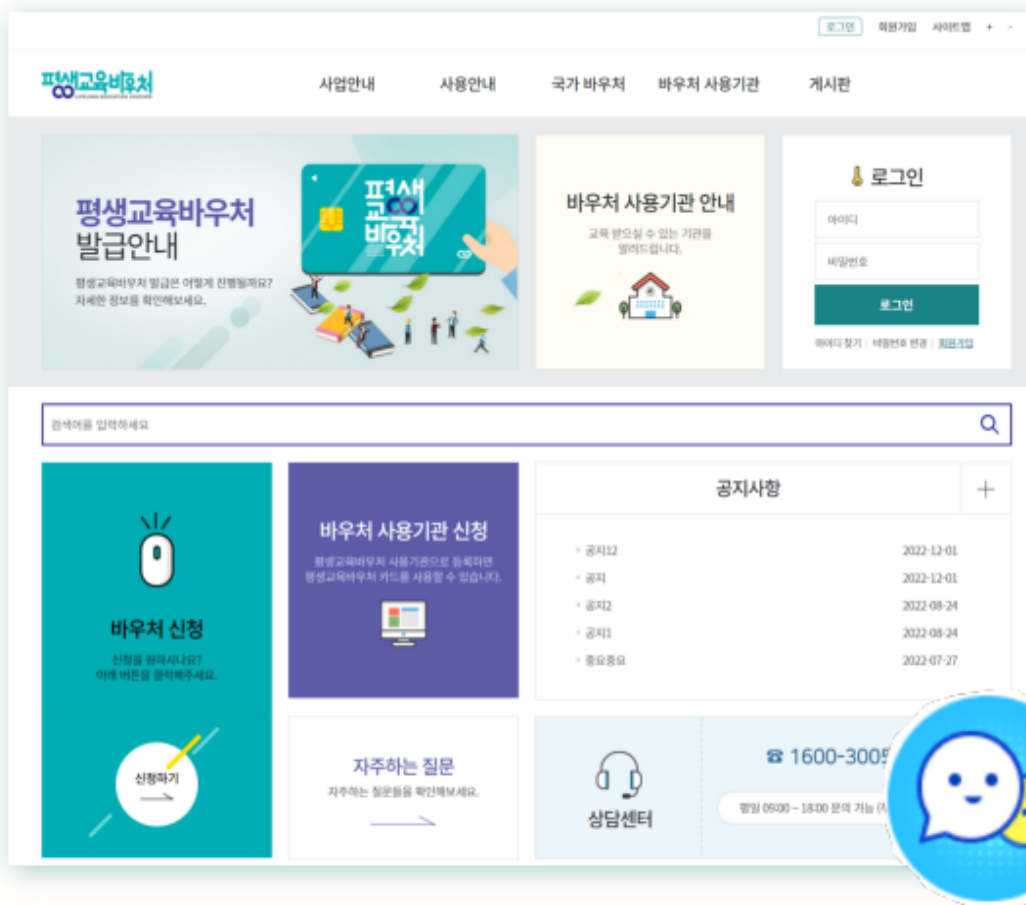 로그인 회원가입 사이트맵 + -
평생교육바우처
사업안내 사용안내 국가 바우처 바우처 사용기관 게시판
평생교육바우처
발급안내
평생교육바우처 발급은 어떻게 진행될까요?
자세한 정보를 확인해보세요.
평생
교육
바우처
바우처 사용기관 안내
교육 받으실 수 있는 기관을
알려드립니다.
로그인
아이디
비밀번호
로그인
아이디 찾기 | 비밀번호 변경 | 회원가입
검색어를 입력하세요
바우처 신청
신청을 원하시나요?
아래 버튼을 클릭해주세요.
신청하기
바우처 사용기관 신청
평생교육바우처 사용기관으로 등록하면
평생교육바우처 카드를 사용할 수 있습니다.
자주하는 질문
자주하는 질문들을 확인해보세요.
공지사항 +
공지12 2022-12-01
공지 2022-12-01
공지2 2022-08-24
공지1 2022-08-24
중요중요 2022-07-27
상담센터
☎ 1600-3005
평일 09:00 ~ 18:00 문의 가능